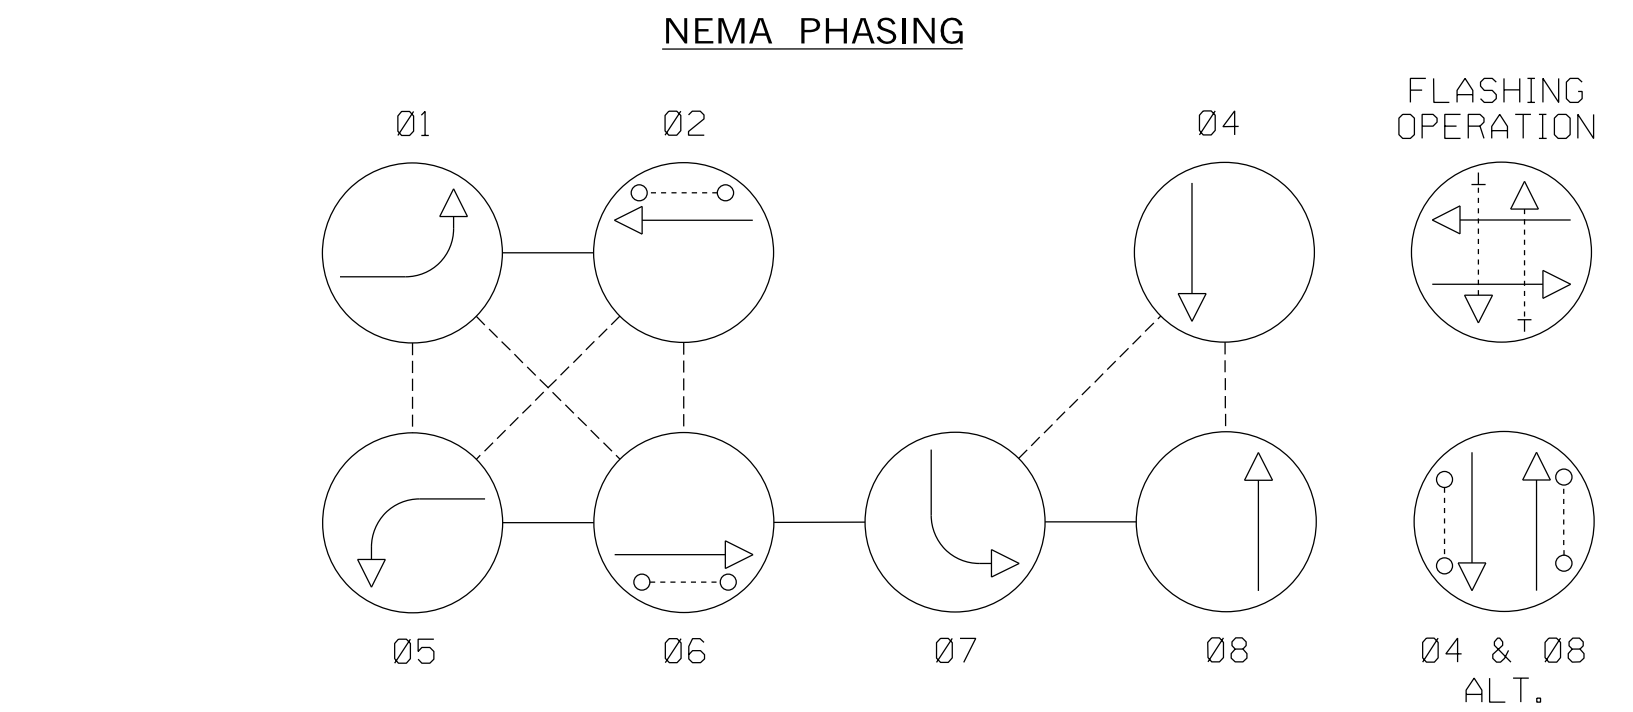 NEMA PHASING
FLASHING
OPERATION
Ø1
Ø2
Ø4
Ø5
Ø6
Ø7
Ø8
Ø4 & Ø8
ALT.